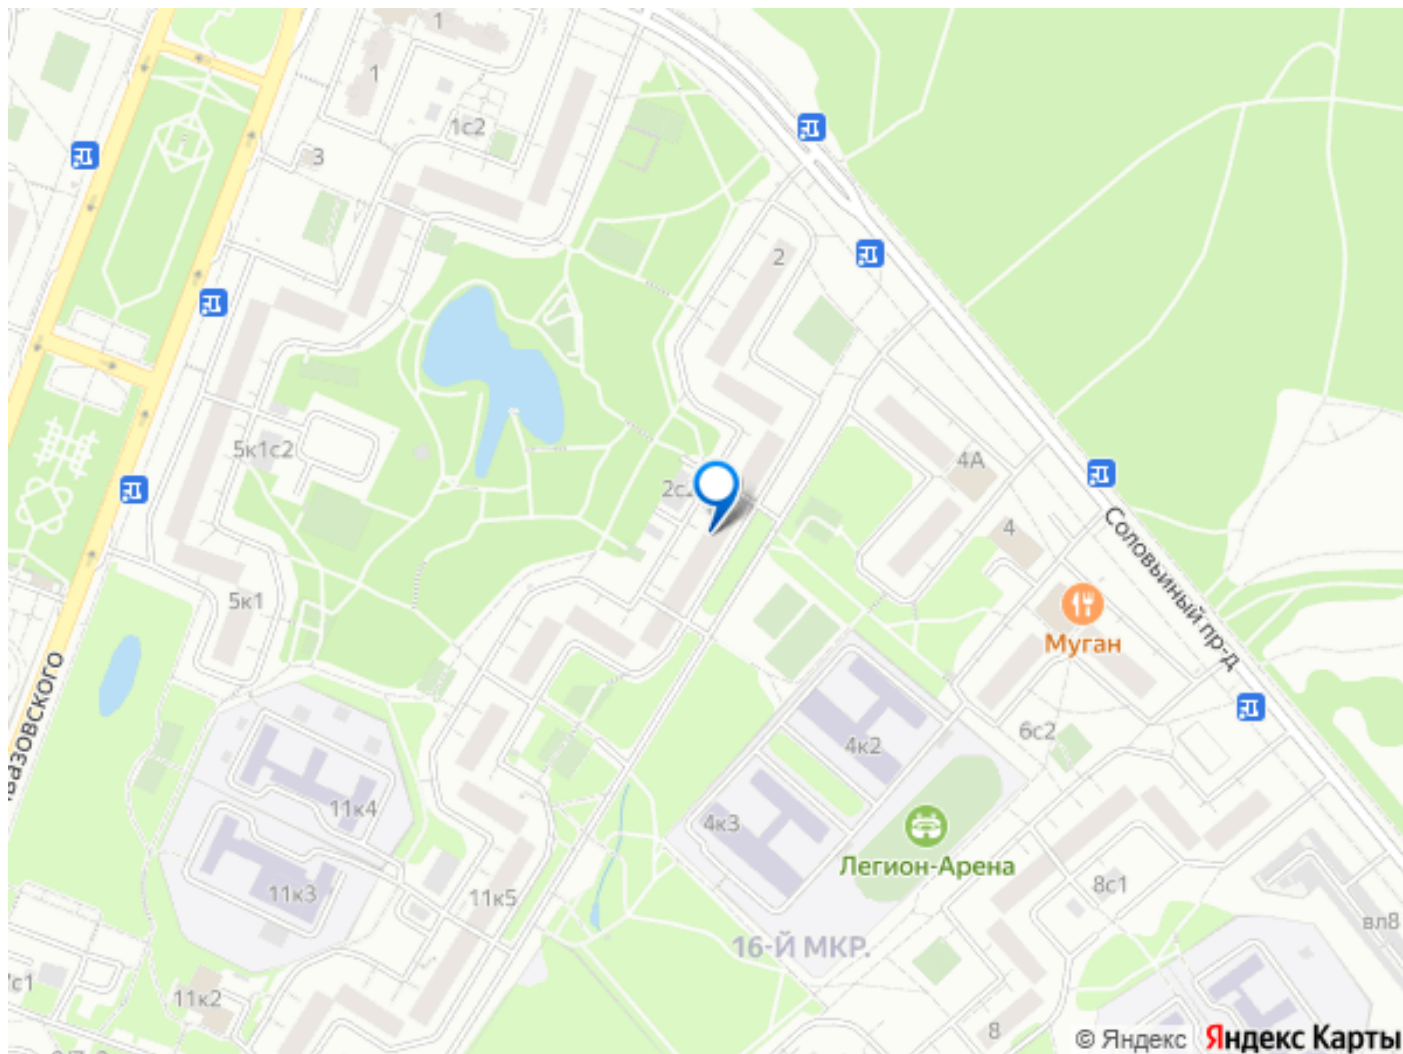 1
1
1с2
3
2
5к1с2
4А
4
Соловьиный пр-д
5к1
Муган
6с2
4к2
11к4
4к3
Легион-Арена
11к3
11к5
8с1
вл8
16-Й МКР.
11к2
8
© Яндекс
Яндекс Карты